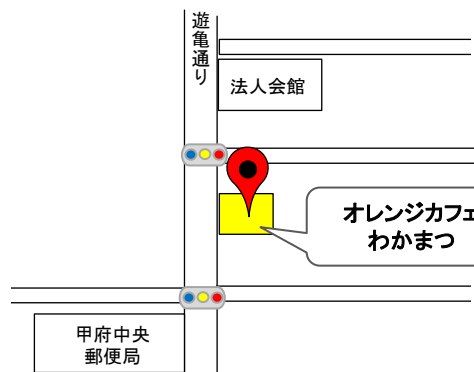 遊亀通り
法人会館
オレンジカフェ
わかまつ
甲府中央
郵便局